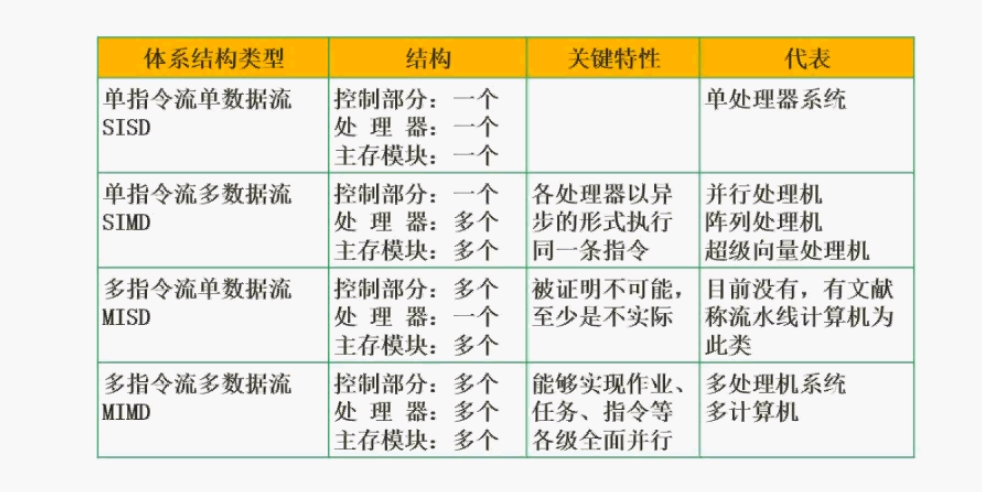 体系结构类型 结构 关键特性 代表
单指令流单数据流
SISD
控制部分：一个
处 理 器：一个
主存模块：一个
单处理器系统
单指令流多数据流
SIMD
控制部分：一个
处 理 器：多个
主存模块：多个
各处理器以异
步的形式执行
同一条指令
并行处理机
阵列处理机
超级向量处理机
多指令流单数据流
MISD
控制部分：多个
处 理 器：一个
主存模块：多个
被证明不可能，
至少是不实际
目前没有，有文献
称流水线计算机为
此类
多指令流多数据流
MIMD
控制部分：多个
处 理 器：多个
主存模块：多个
能够实现作业、
任务、指令等
各级全面并行
多处理机系统
多计算机